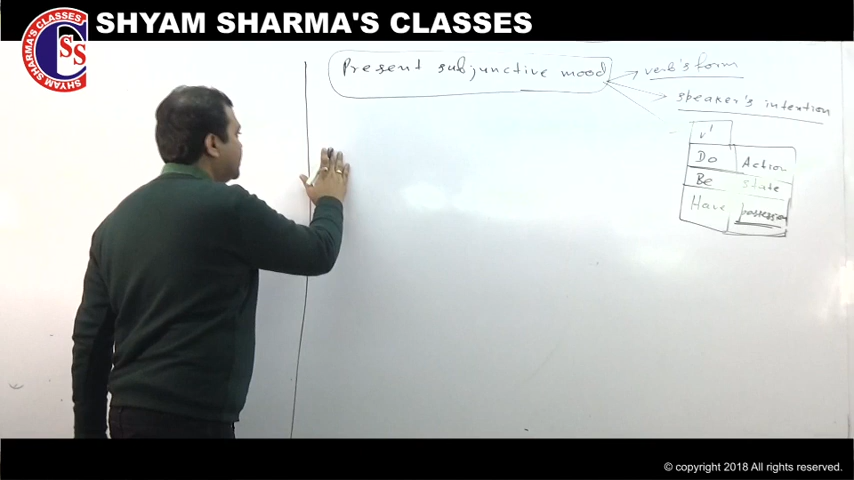 SHYAM SHARMA'S CLASSES
SHYAM SHARMA'S CLASSES
CSS
Present subjunctive mood
verb's form
speaker's intention
V¹
Do Action
Be state
Have possession
© copyright 2018 All rights reserved.